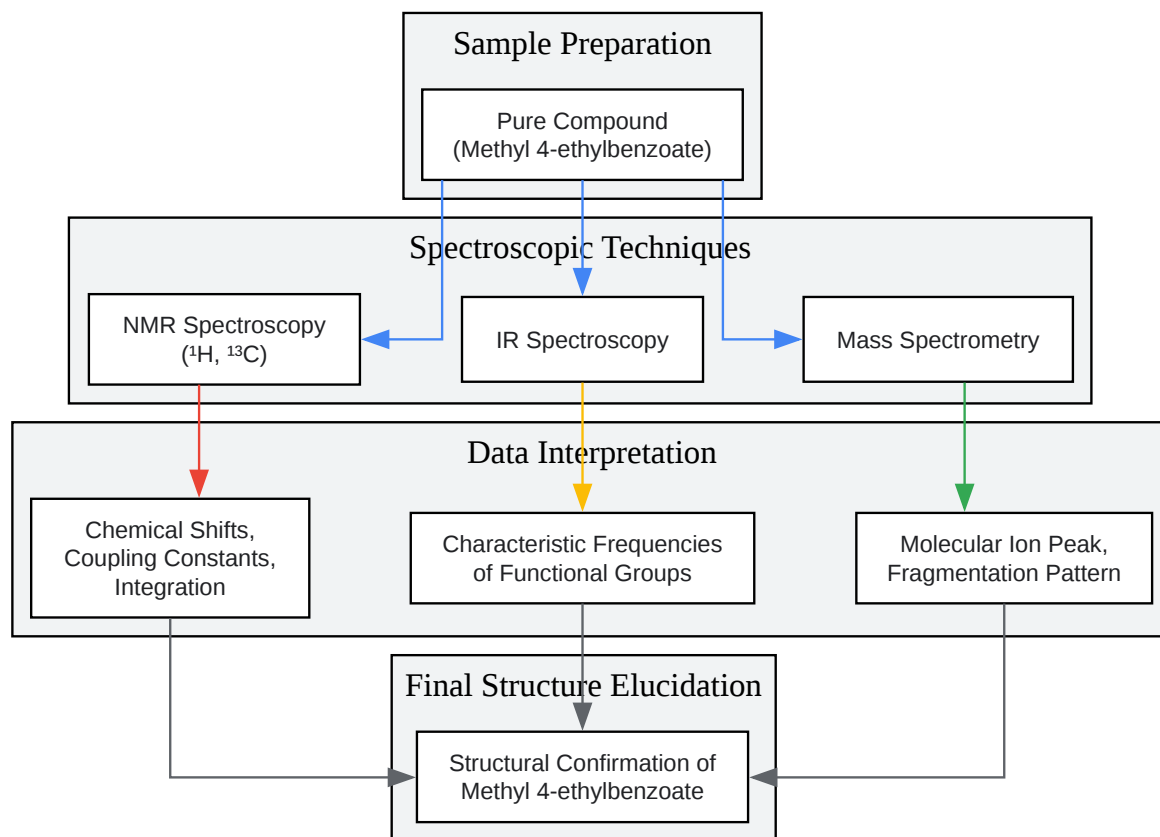 Sample Preparation
Pure Compound
(Methyl 4-ethylbenzoate)
Spectroscopic Techniques
NMR Spectroscopy
(¹H, ¹³C)
IR Spectroscopy
Mass Spectrometry
Data Interpretation
Chemical Shifts,
Coupling Constants,
Integration
Characteristic Frequencies
of Functional Groups
Molecular Ion Peak,
Fragmentation Pattern
Final Structure Elucidation
Structural Confirmation of
Methyl 4-ethylbenzoate